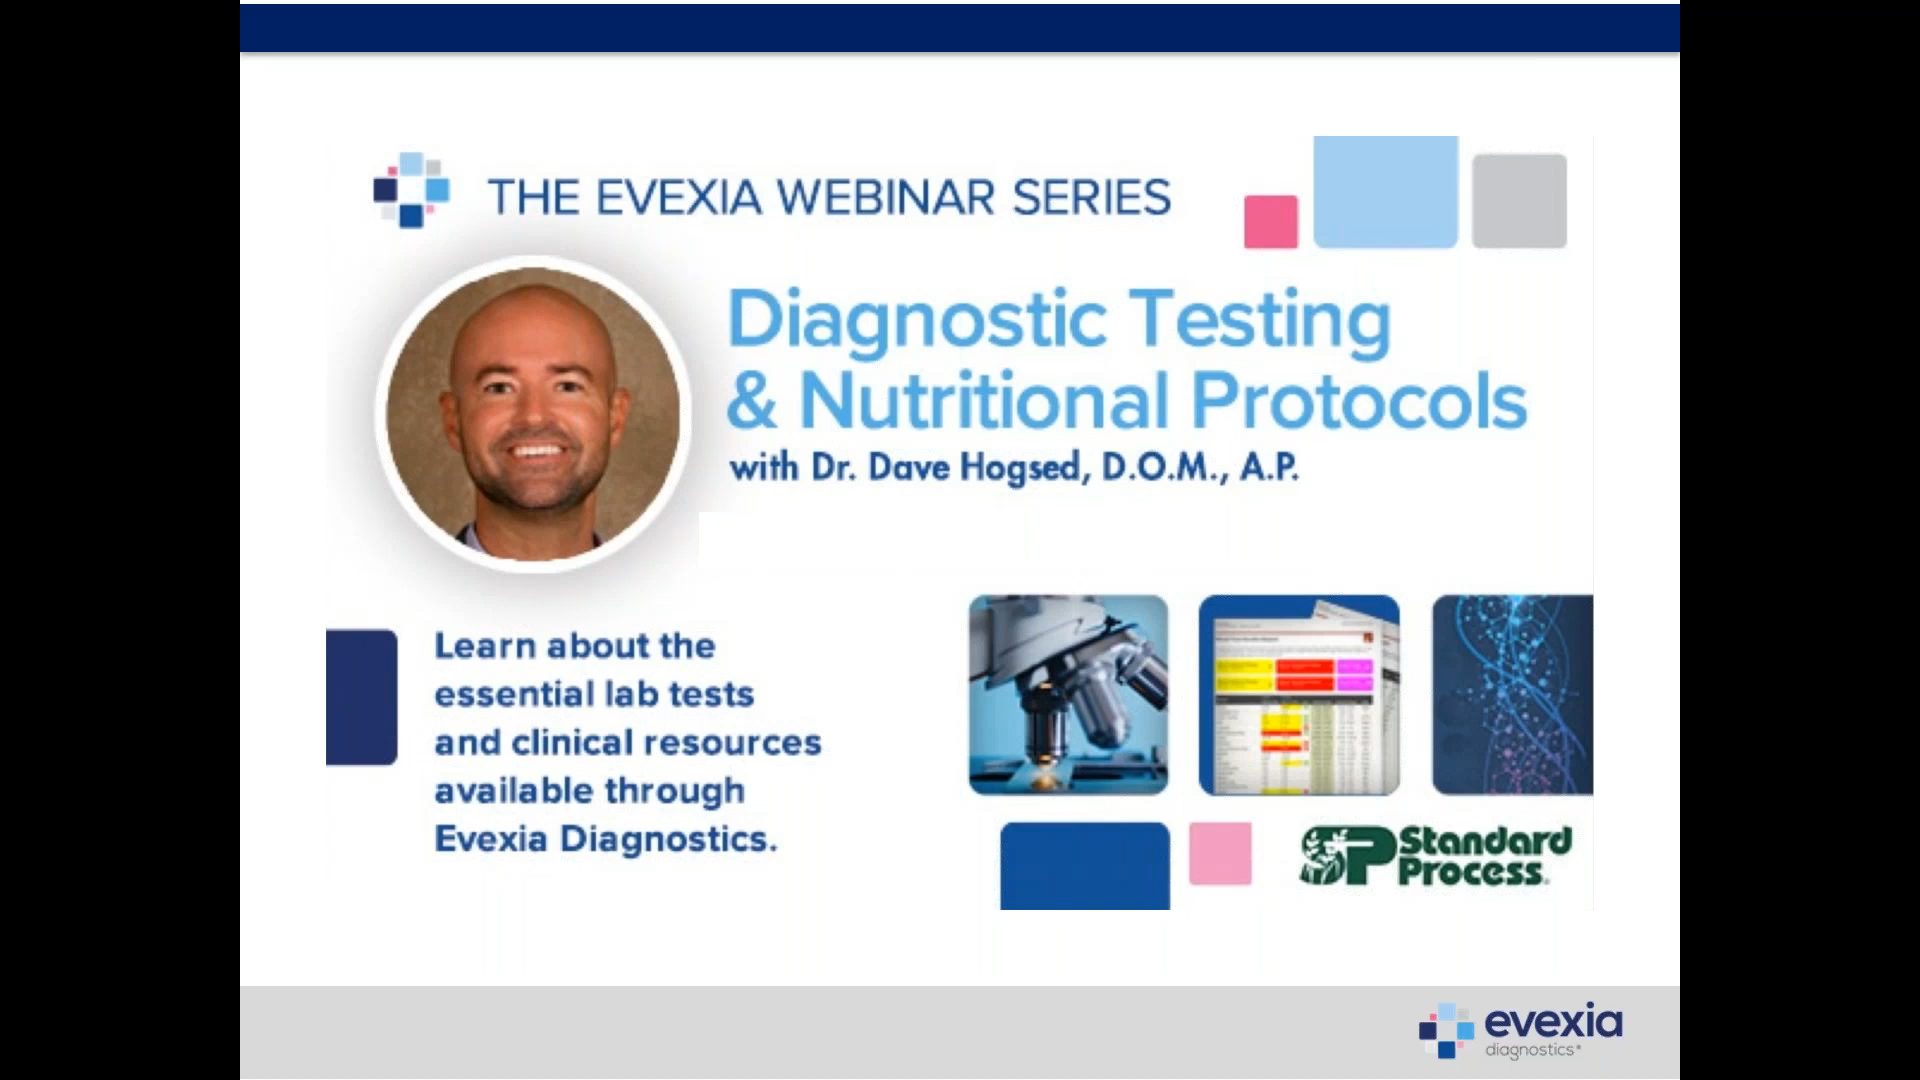 THE EVEXIA WEBINAR SERIES
Diagnostic Testing
& Nutritional Protocols
with Dr. Dave Hogsed, D.O.M., A.P.
Learn about the
essential lab tests
and clinical resources
available through
Evexia Diagnostics.
SP Standard
Process®
evexia
diagnostics®